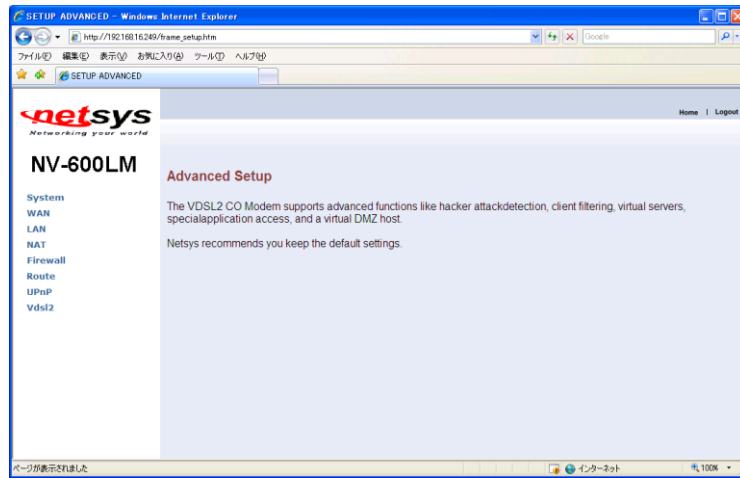 SETUP ADVANCED - Windows Internet Explorer
http://192.168.16.249/frame_setup.htm
Google
ファイル(F) 編集(E) 表示(V) お気に入り(A) ツール(T) ヘルプ(H)
SETUP ADVANCED
netsys
Networking your world
Home | Logout
NV-600LM
Advanced Setup
The VDSL2 CO Modem supports advanced functions like hacker attackdetection, client filtering, virtual servers,
specialapplication access, and a virtual DMZ host.
Netsys recommends you keep the default settings.
System
WAN
LAN
NAT
Firewall
Route
UPnP
Vdsl2
ページが表示されました
インターネット
100%